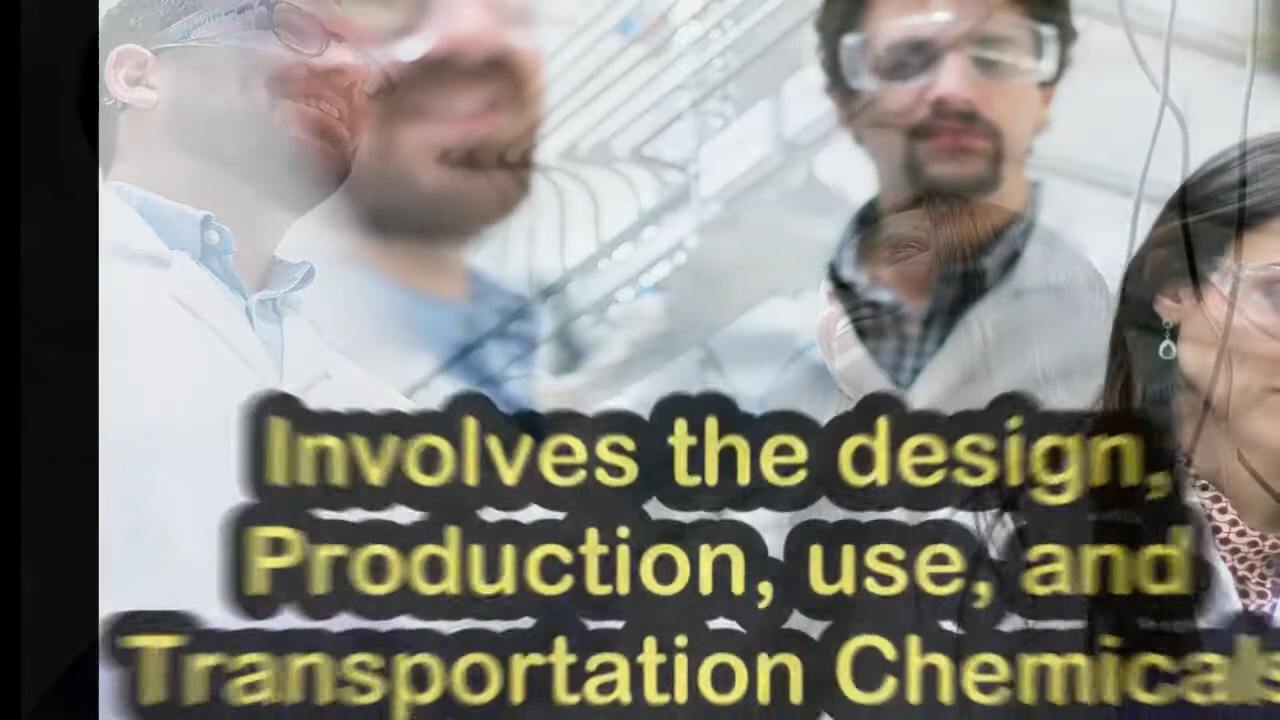 Involves the design,
Production, use, and
Transportation Chemicals